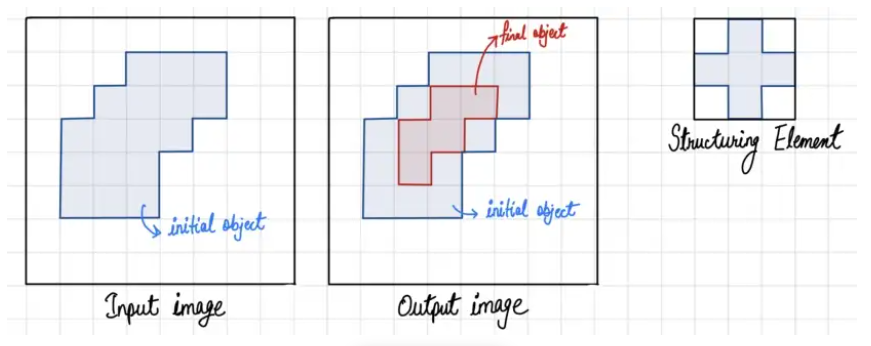 final object
Structuring Element
initial object
initial object
Input image
Output image